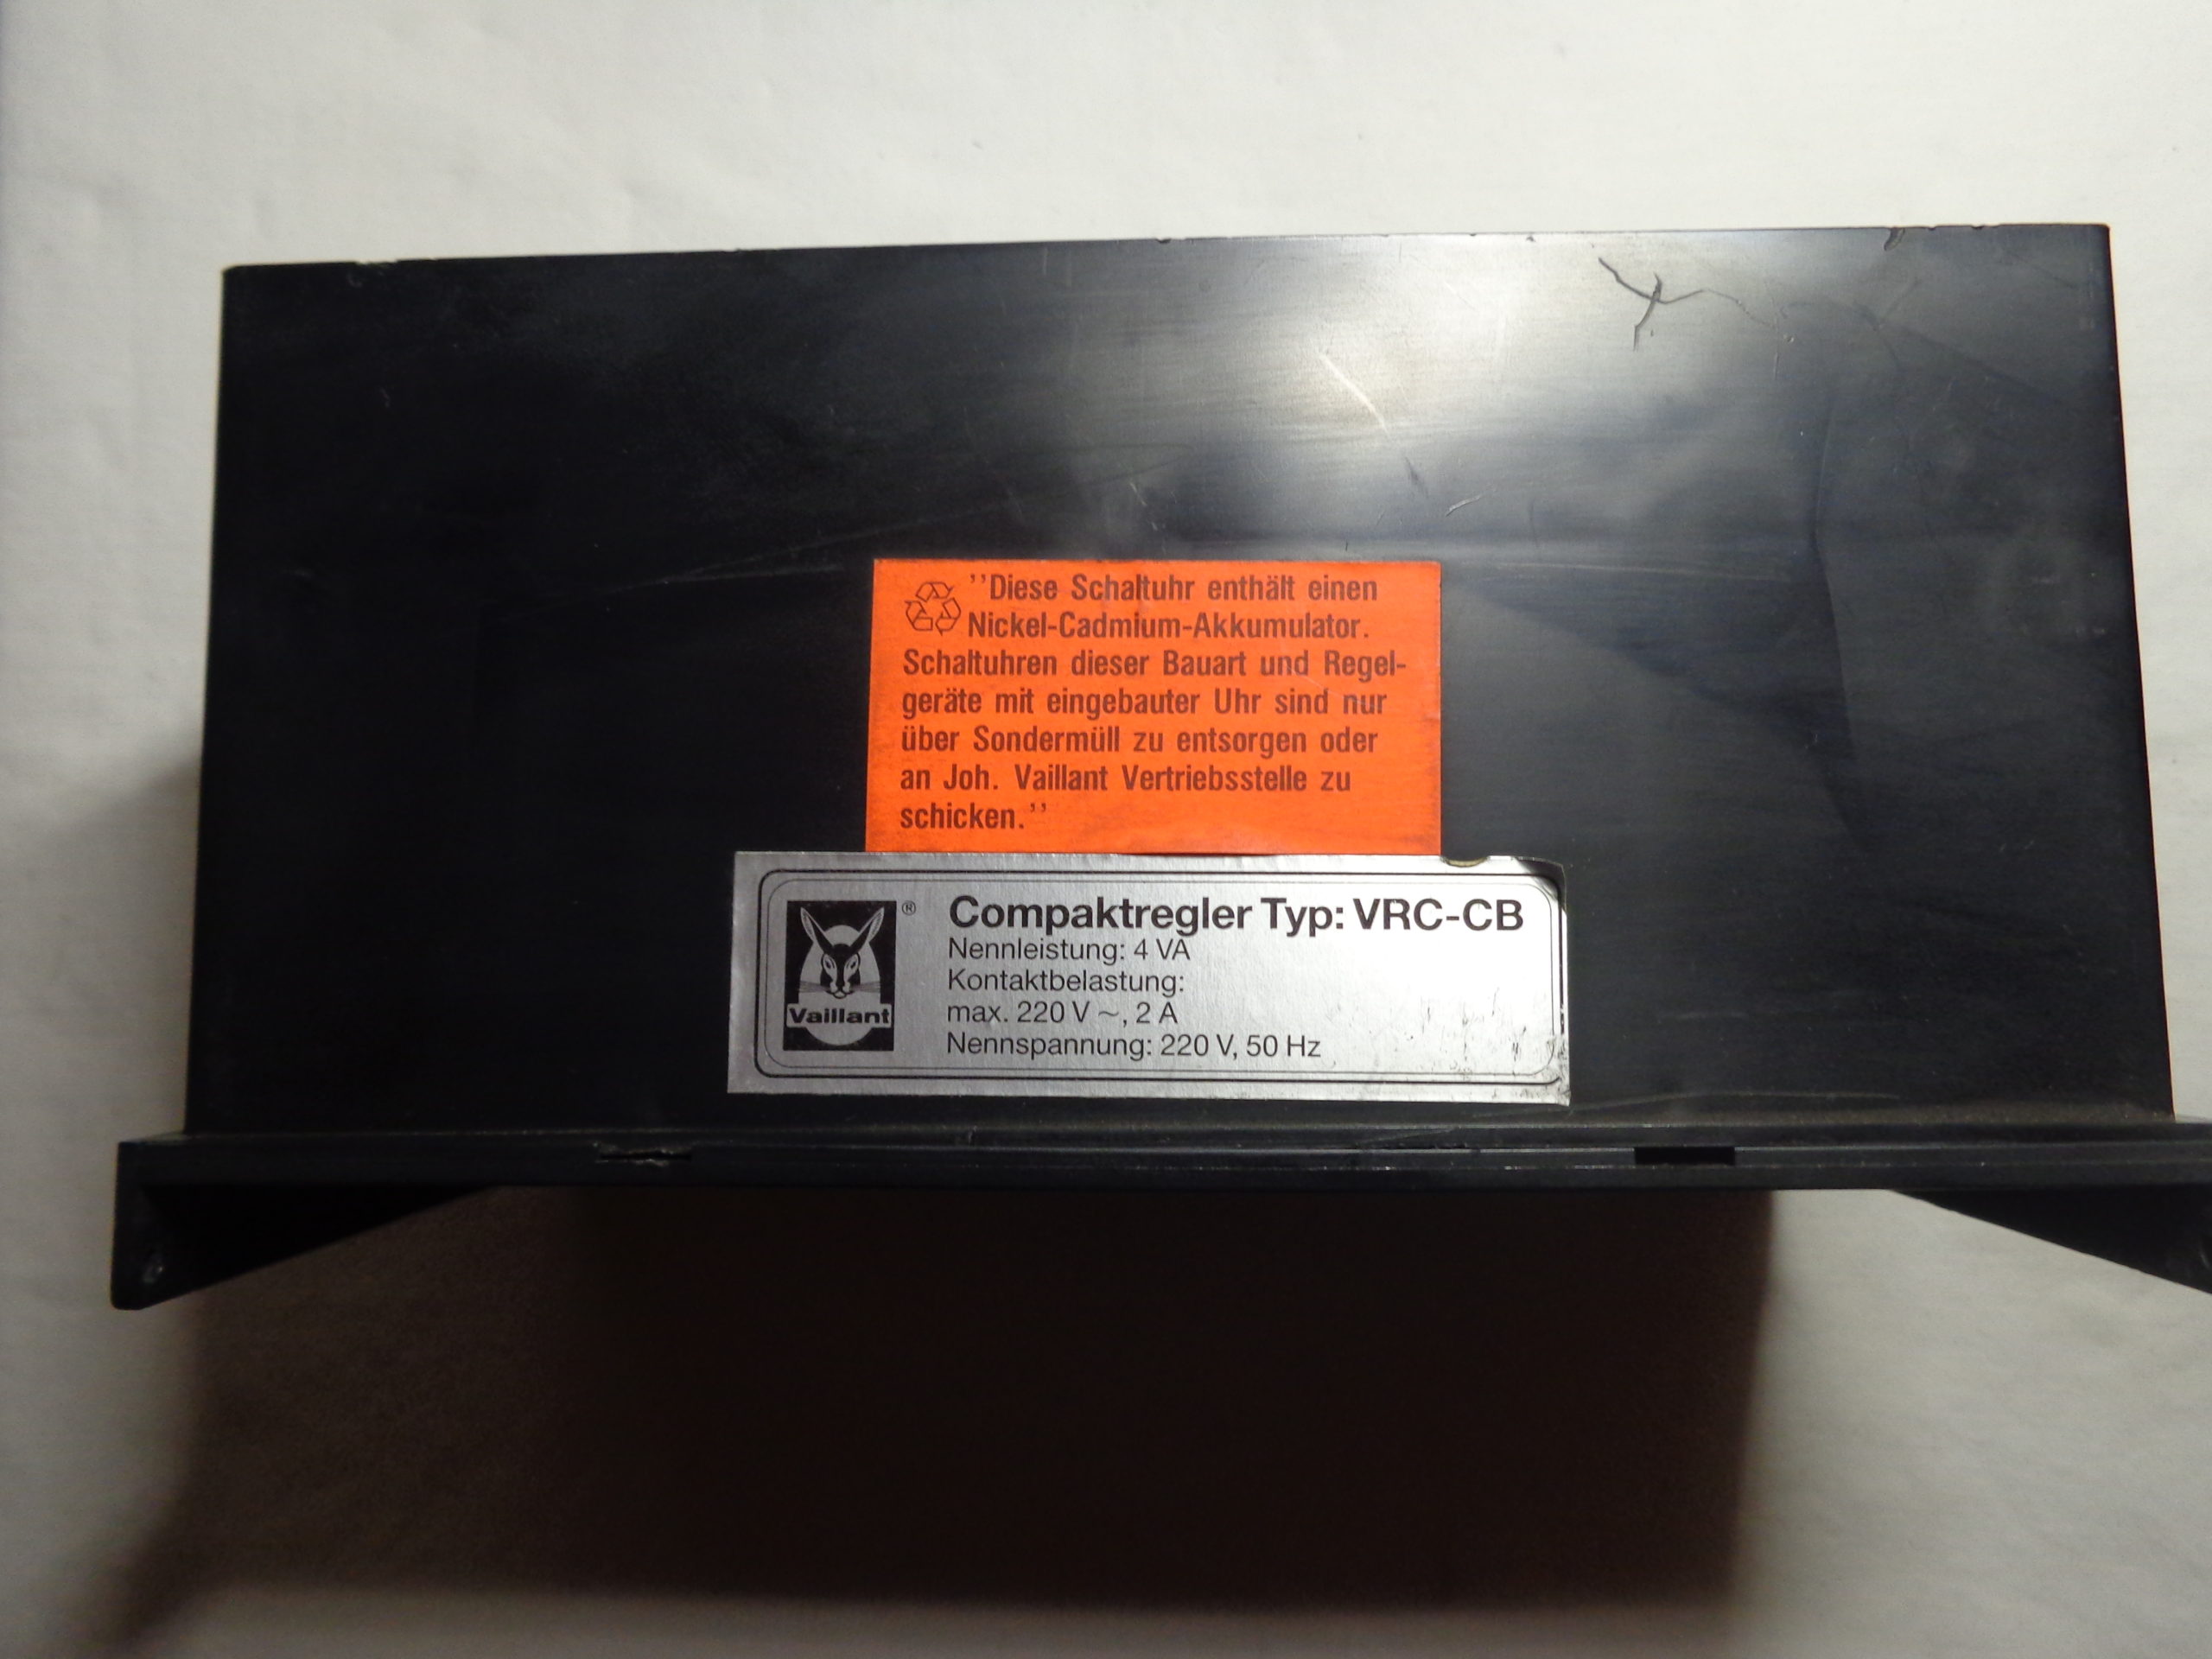 ’’Diese Schaltuhr enthält einen
Nickel-Cadmium-Akkumulator.
Schaltuhren dieser Bauart und Regel-
geräte mit eingebauter Uhr sind nur
über Sondermüll zu entsorgen oder
an Joh. Vaillant Vertriebsstelle zu
schicken.’’
®
Vaillant
Compaktregler Typ: VRC-CB
Nennleistung: 4 VA
Kontaktbelastung:
max. 220 V ~, 2 A
Nennspannung: 220 V, 50 Hz